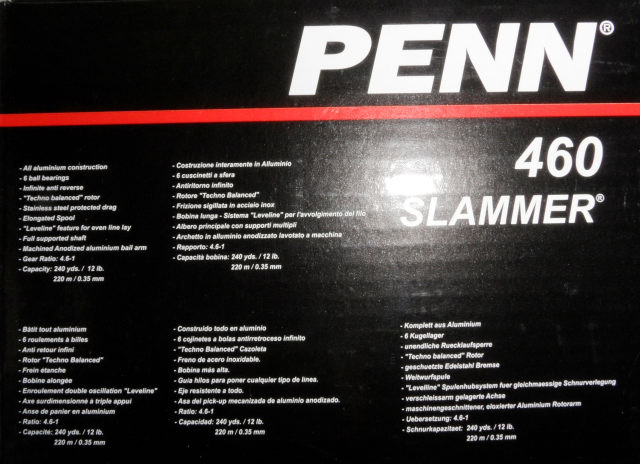 PENN®
460
SLAMMER®
- All aluminium construction
- 6 ball bearings
- Infinite anti reverse
- "Techno balanced" rotor
- Stainless steel protected drag
- Elongated Spool
- "Leveline" feature for even line lay
- Full supported shaft
- Machined Anodized aluminium bail arm
- Gear Ratio: 4.6-1
- Capacity: 240 yds. / 12 lb.
220 m / 0.35 mm
- Costruzione interamente in Alluminio
- 6 cuscinetti a sfera
- Antiritorno infinito
- Rotore "Techno Balanced"
- Frizione sigillata in acciaio inox
- Bobina lunga - Sistema "Leveline" per l'avvolgimento del filo
- Albero principale con supporti multipli
- Archetto in alluminio anodizzato lavotato a macchina
- Rapporto: 4.6-1
- Capacità bobina: 240 yds. / 12 lb.
220 m / 0.35 mm
- Bâtit tout aluminium
- 6 roulements à billes
- Anti retour infini
- Rotor "Techno Balanced"
- Frein étanche
- Bobine alongée
- Enroulement double oscillation "Leveline"
- Axe surdimensionné à triple appui
- Anse de panier en aluminium
- Ratio: 4.6-1
- Capacité: 240 yds. / 12 lb.
220 m / 0.35 mm
- Construido todo en aluminio
- 6 cojinetes a bolas antirretroceso infinito
- "Techno Balanced" Cazoleta
- Freno de acero inoxidable.
- Bobina más alta.
- Guia hilos para poner cualquier tipo de linea.
- Eje resistente a todo.
- Asa del pick-up mecanizada de aluminio anodizado.
- Ratio: 4.6-1
- Capacidad: 240 yds. / 12 lb.
220 m / 0.35 mm
- Komplett aus Aluminium
- 6 Kugellager
- unendliche Ruecklaufsperre
- "Techno balanced" Rotor
- geschuetzte Edelstahl Bremse
- Weitwurfspule
- "Levelline" Spulenhubsystem fuer gleichmaessige Schnurverlegung
- verschleissarm gelagerte Achse
- maschinengeschnittener, eloxierter Aluminium Rotorarm
- Uebersetzung: 4.6-1
- Schnurkapazitaet: 240 yds. / 12 lb.
220 m / 0.35 mm